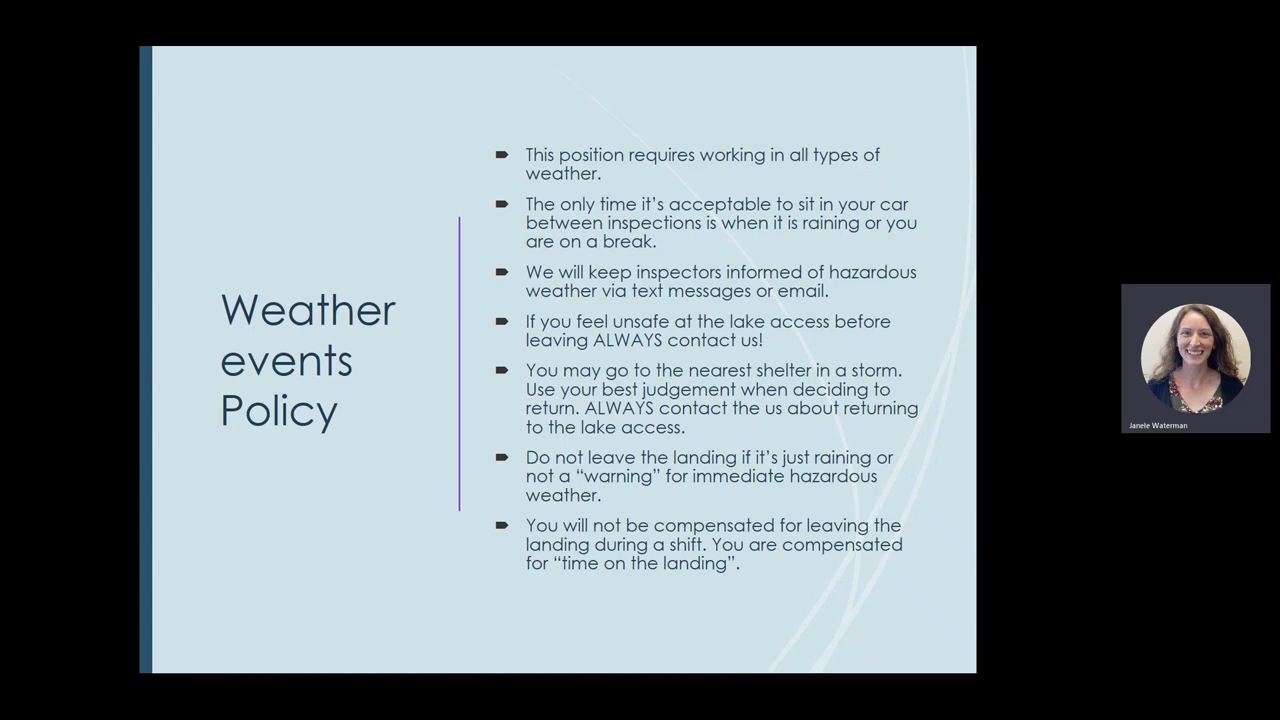 Weather
events
Policy
This position requires working in all types of
weather.
The only time it’s acceptable to sit in your car
between inspections is when it is raining or you
are on a break.
We will keep inspectors informed of hazardous
weather via text messages or email.
If you feel unsafe at the lake access before
leaving ALWAYS contact us!
You may go to the nearest shelter in a storm.
Use your best judgement when deciding to
return. ALWAYS contact the us about returning
to the lake access.
Do not leave the landing if it’s just raining or
not a “warning” for immediate hazardous
weather.
You will not be compensated for leaving the
landing during a shift. You are compensated
for “time on the landing”.
Janele Waterman